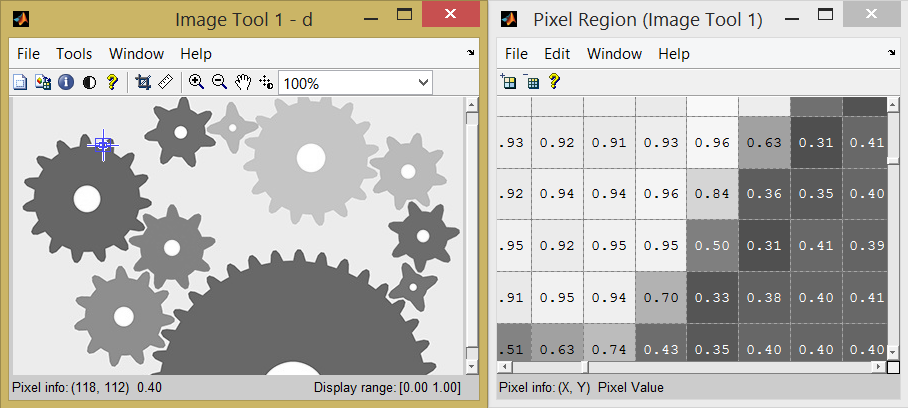 Image Tool 1 - d
File Tools Window Help
100%
Pixel info: (118, 112) 0.40
Display range: [0.00 1.00]
Pixel Region (Image Tool 1)
File Edit Window Help
.93 0.92 0.91 0.93 0.96 0.63 0.31 0.41
.92 0.94 0.94 0.96 0.84 0.36 0.35 0.40
.95 0.92 0.95 0.95 0.50 0.31 0.41 0.39
.91 0.95 0.94 0.70 0.33 0.38 0.40 0.41
.51 0.63 0.74 0.43 0.35 0.40 0.40 0.40
Pixel info: (X, Y) Pixel Value